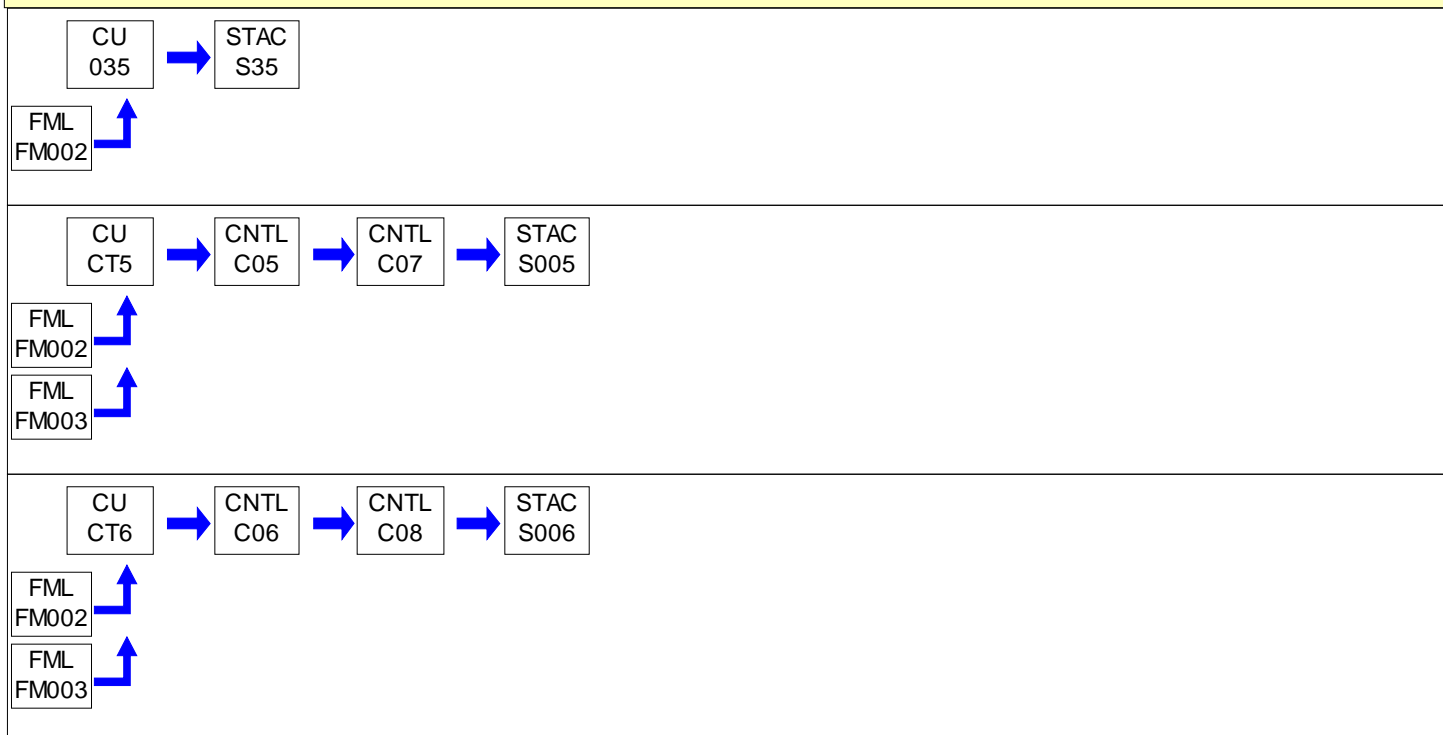 CU
035
STAC
S35
FML
FM002
CU
CT5
CNTL
C05
CNTL
C07
STAC
S005
FML
FM002
FML
FM003
CU
CT6
CNTL
C06
CNTL
C08
STAC
S006
FML
FM002
FML
FM003